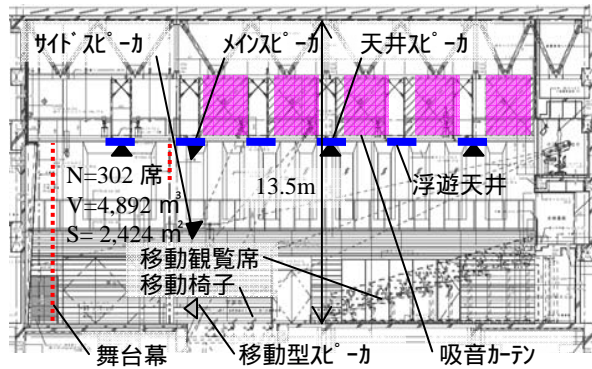 ｻｲﾄﾞｽﾋﾟｰｶ ﾒｲﾝｽﾋﾟｰｶ 天井ｽﾋﾟｰｶ
N=302 席
V=4,892 ㎥
S= 2,424 ㎡
13.5m
浮遊天井
移動観覧席
移動椅子
舞台幕 移動型ｽﾋﾟｰｶ 吸音ｶｰﾃﾝ